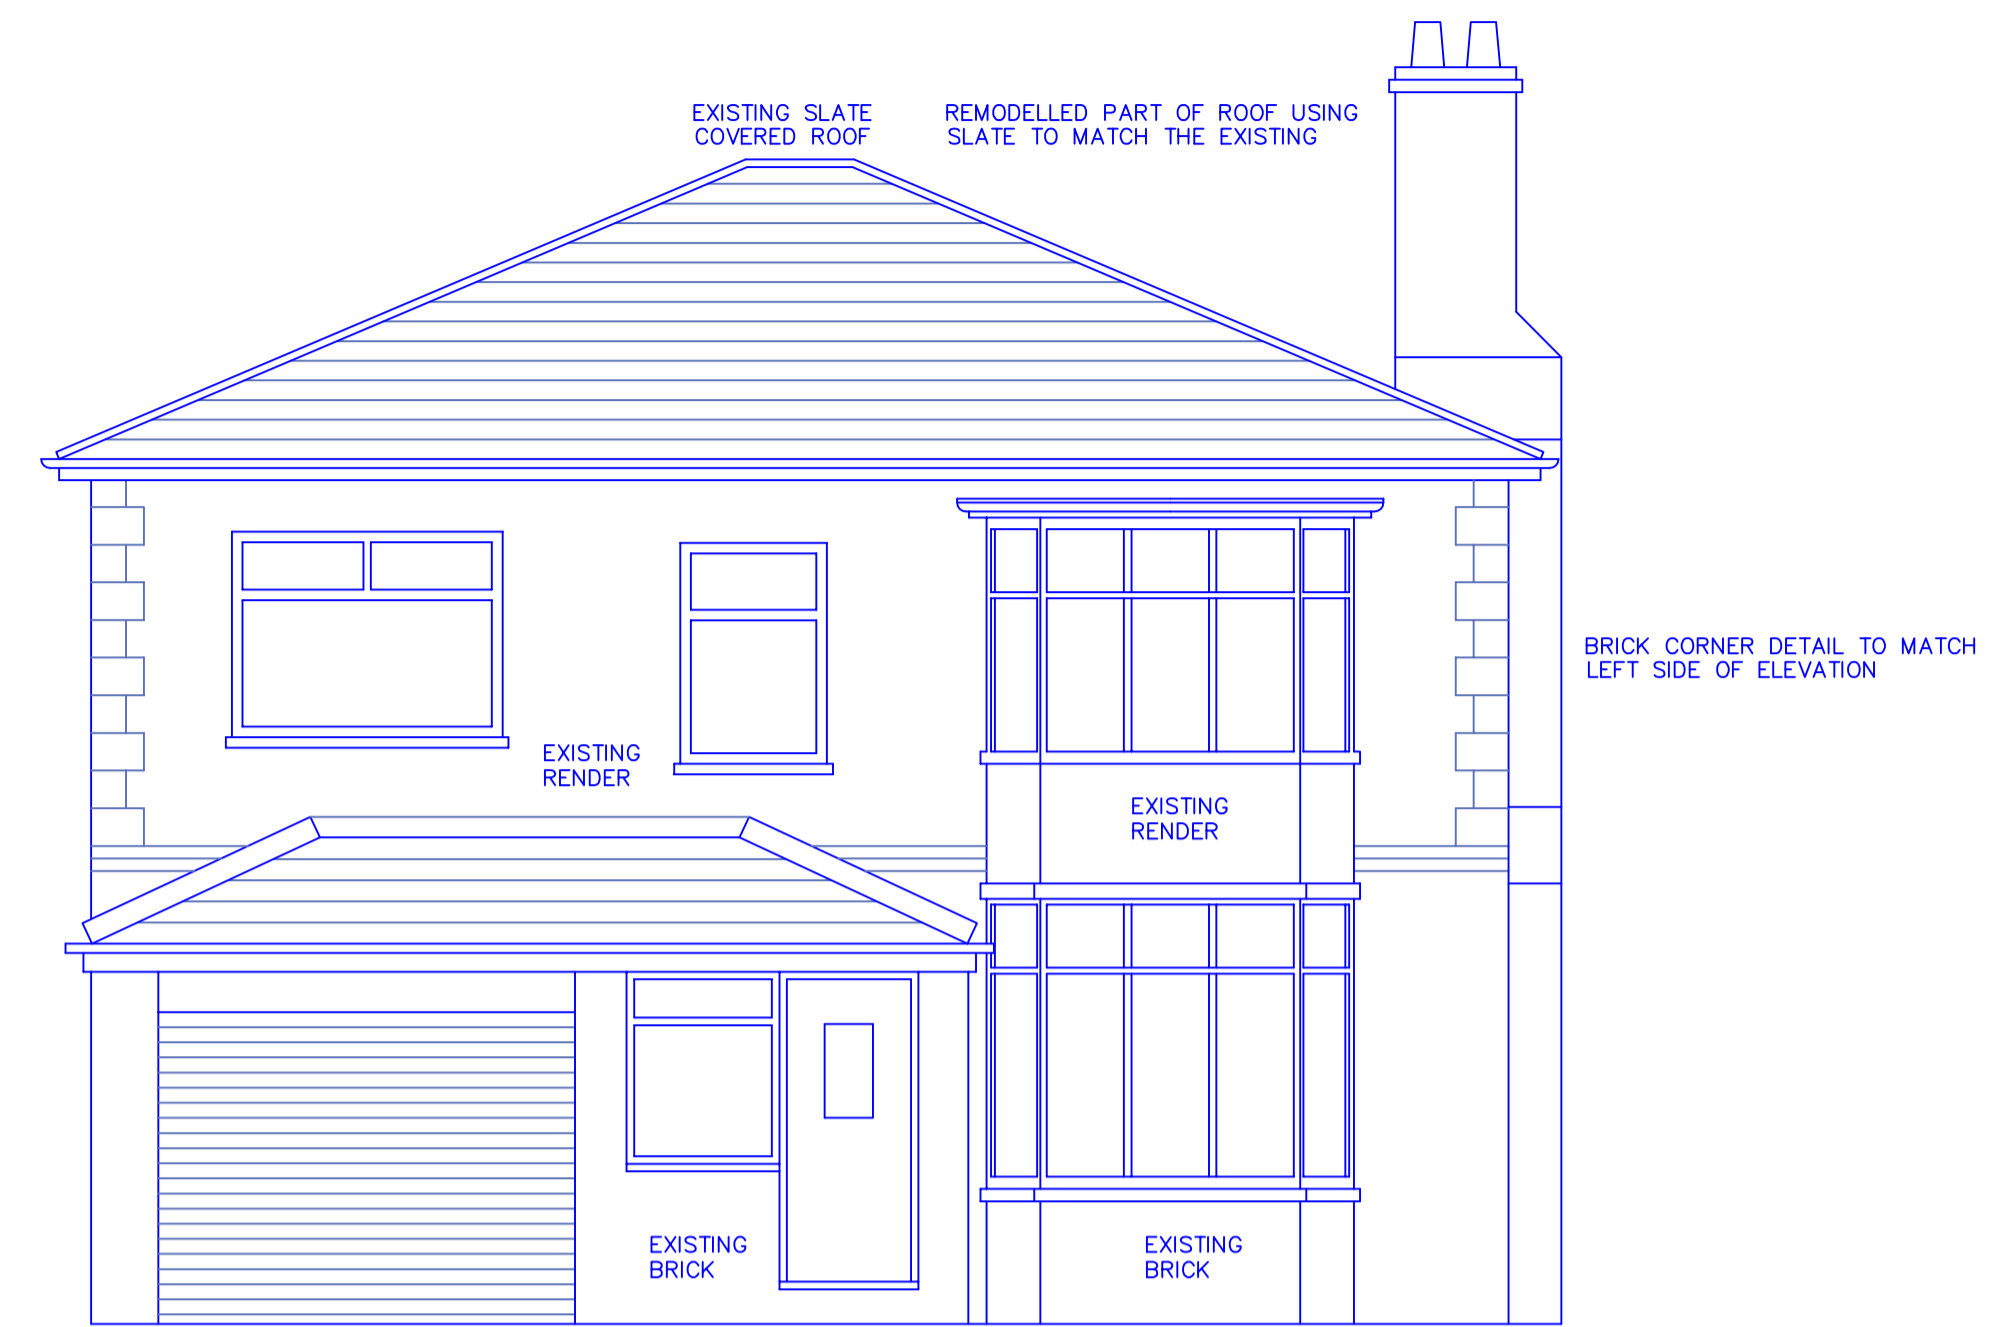 EXISTING SLATE
COVERED ROOF
REMODELLED PART OF ROOF USING
SLATE TO MATCH THE EXISTING
BRICK CORNER DETAIL TO MATCH
LEFT SIDE OF ELEVATION
EXISTING
RENDER
EXISTING
RENDER
EXISTING
BRICK
EXISTING
BRICK